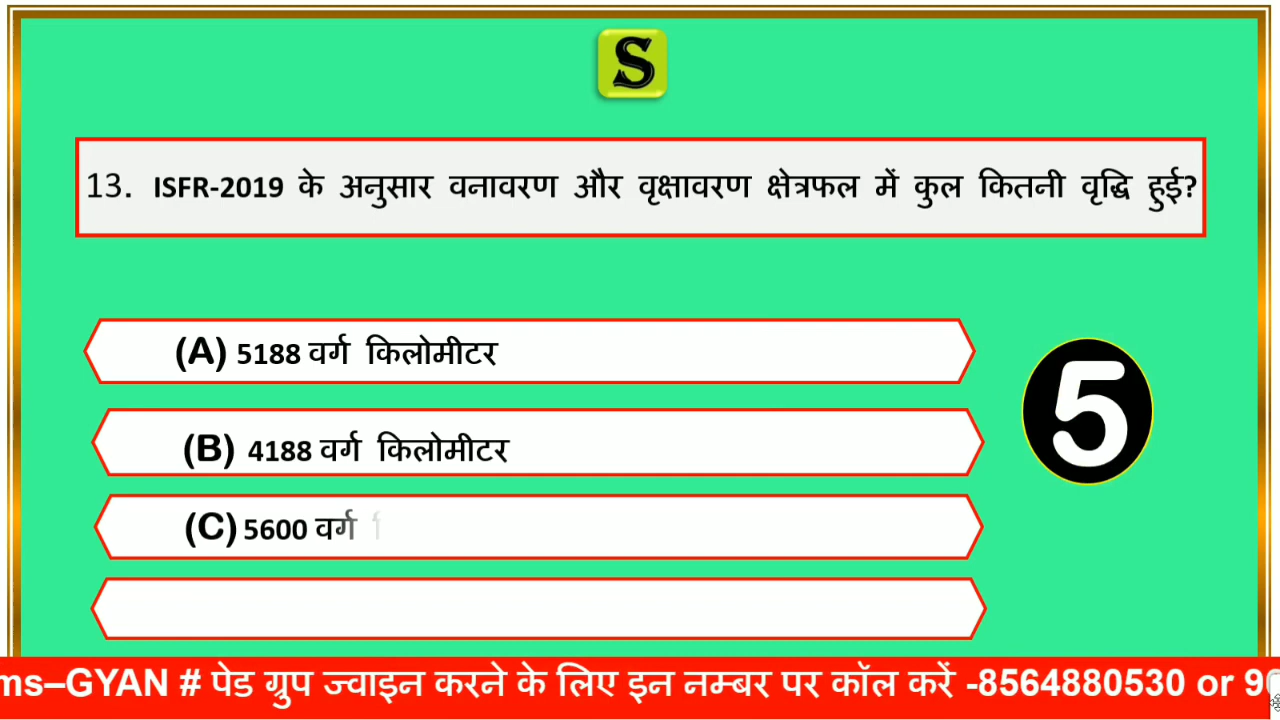 S
13. ISFR-2019 के अनुसार वनावरण और वृक्षावरण क्षेत्रफल में कुल कितनी वृद्धि हुई?
(A) 5188 वर्ग किलोमीटर
(B) 4188 वर्ग किलोमीटर
5
(C) 5600 वर्ग
ms–GYAN # पेड ग्रुप ज्वाइन करने के लिए इन नम्बर पर कॉल करें -8564880530 or 9